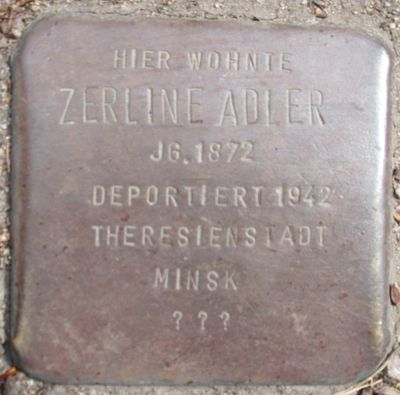 HIER WOHNTE
ZERLINE ADLER
JG. 1872
DEPORTIERT 1942
THERESIENSTADT
MINSK
? ? ?